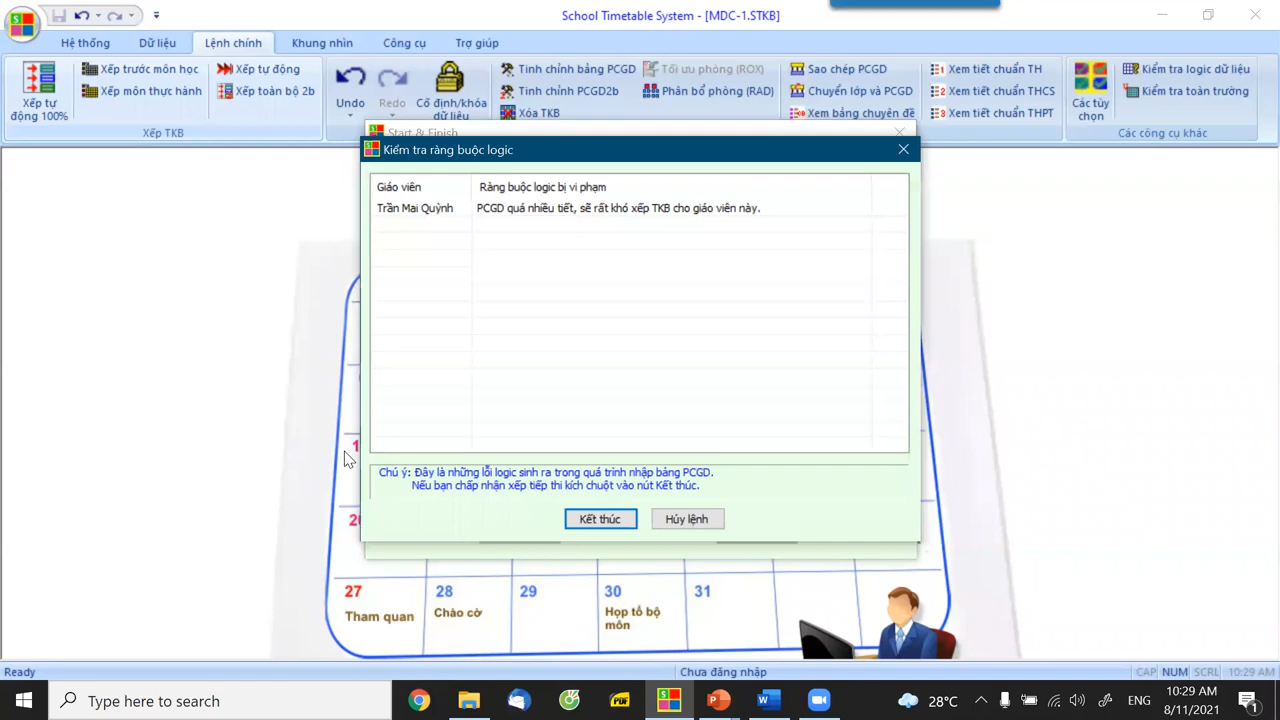 School Timetable System - [MDC-1.STKB]
Hệ thống
Dữ liệu
Lệnh chính
Khung nhìn
Công cụ
Trợ giúp
Xếp tự động 100%
Xếp trước môn học
Xếp môn thực hành
Xếp tự động
Xếp toàn bộ 2b
Xếp TKB
Undo
Redo
Cố định/khóa dữ liệu
Tinh chỉnh bảng PCGD
Tinh chỉnh PCGD2b
Xóa TKB
Tối ưu phòng (ROX)
Phân bổ phòng (RAD)
Sao chép PCGD
Chuyển lớp và PCGD
Xem bảng chuyên đề
Xem tiết chuẩn TH
Xem tiết chuẩn THCS
Xem tiết chuẩn THPT
Các tùy chọn
Kiểm tra logic dữ liệu
Kiểm tra toàn trường
Các công cụ khác
Start & Finish
Kiểm tra ràng buộc logic
Giáo viên
Ràng buộc logic bị vi phạm
Trần Mai Quỳnh
PCGD quá nhiều tiết, sẽ rất khó xếp TKB cho giáo viên này.
Chú ý: Đây là những lỗi logic sinh ra trong quá trình nhập bảng PCGD.
Nếu bạn chấp nhận xếp tiếp thì kích chuột vào nút Kết thúc.
Kết thúc
Hủy lệnh
27
28
29
30
31
Tham quan
Chào cờ
Họp tổ bộ
môn
Ready
Chưa đăng nhập
CAP
NUM
SCRL
10:29 AM
Type here to search
PDF
28°C
ENG
10:29 AM
8/11/2021
1